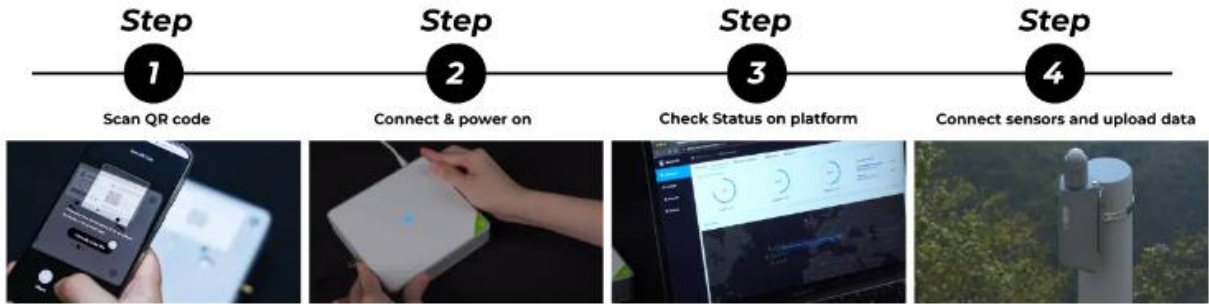 Step
1
Scan QR code
Step
2
Connect & power on
Step
3
Check Status on platform
Step
4
Connect sensors and upload data